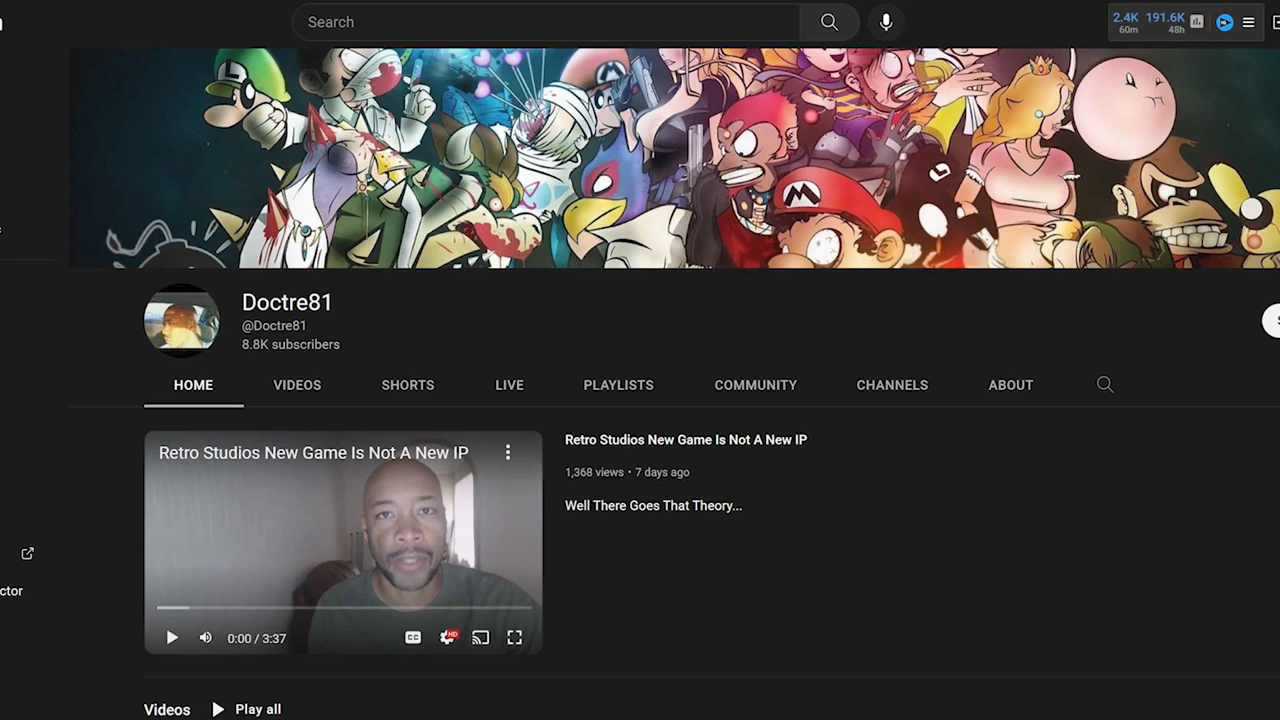 Search
2.4K 191.6K
60m 48h
Doctre81
@Doctre81
8.8K subscribers
HOME VIDEOS SHORTS LIVE PLAYLISTS COMMUNITY CHANNELS ABOUT
Retro Studios New Game Is Not A New IP
Retro Studios New Game Is Not A New IP
1,368 views • 7 days ago
Well There Goes That Theory...
ctor
0:00 / 3:37 CC HD
Videos Play all